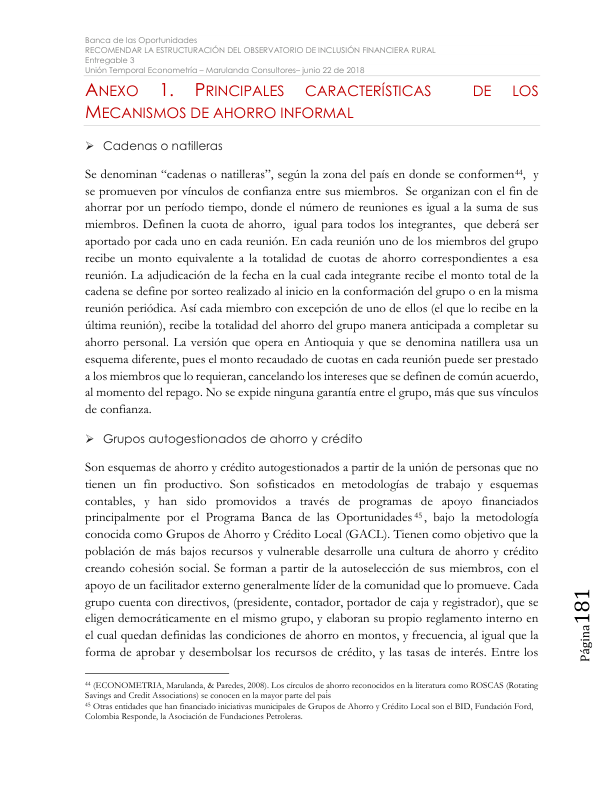 Banca de las Oportunidades
RECOMENDAR LA ESTRUCTURACIÓN DEL OBSERVATORIO DE INCLUSIÓN FINANCIERA RURAL
Entregable 3
Unión Temporal Econometría – Marulanda Consultores– junio 22 de 2018
ANEXO 1. PRINCIPALES CARACTERÍSTICAS DE LOS
MECANISMOS DE AHORRO INFORMAL
➢ Cadenas o natilleras
Se denominan “cadenas o natilleras”, según la zona del país en donde se conformen44, y
se promueven por vínculos de confianza entre sus miembros. Se organizan con el fin de
ahorrar por un período tiempo, donde el número de reuniones es igual a la suma de sus
miembros. Definen la cuota de ahorro, igual para todos los integrantes, que deberá ser
aportado por cada uno en cada reunión. En cada reunión uno de los miembros del grupo
recibe un monto equivalente a la totalidad de cuotas de ahorro correspondientes a esa
reunión. La adjudicación de la fecha en la cual cada integrante recibe el monto total de la
cadena se define por sorteo realizado al inicio en la conformación del grupo o en la misma
reunión periódica. Así cada miembro con excepción de uno de ellos (el que lo recibe en la
última reunión), recibe la totalidad del ahorro del grupo manera anticipada a completar su
ahorro personal. La versión que opera en Antioquia y que se denomina natillera usa un
esquema diferente, pues el monto recaudado de cuotas en cada reunión puede ser prestado
a los miembros que lo requieran, cancelando los intereses que se definen de común acuerdo,
al momento del repago. No se expide ninguna garantía entre el grupo, más que sus vínculos
de confianza.
➢ Grupos autogestionados de ahorro y crédito
Son esquemas de ahorro y crédito autogestionados a partir de la unión de personas que no
tienen un fin productivo. Son sofisticados en metodologías de trabajo y esquemas
contables, y han sido promovidos a través de programas de apoyo financiados
principalmente por el Programa Banca de las Oportunidades 45, bajo la metodología
conocida como Grupos de Ahorro y Crédito Local (GACL). Tienen como objetivo que la
población de más bajos recursos y vulnerable desarrolle una cultura de ahorro y crédito
creando cohesión social. Se forman a partir de la autoselección de sus miembros, con el
apoyo de un facilitador externo generalmente líder de la comunidad que lo promueve. Cada
grupo cuenta con directivos, (presidente, contador, portador de caja y registrador), que se
eligen democráticamente en el mismo grupo, y elaboran su propio reglamento interno en
el cual quedan definidas las condiciones de ahorro en montos, y frecuencia, al igual que la
forma de aprobar y desembolsar los recursos de crédito, y las tasas de interés. Entre los
44 (ECONOMETRIA, Marulanda, & Paredes, 2008). Los círculos de ahorro reconocidos en la literatura como ROSCAS (Rotating
Savings and Credit Associations) se conocen en la mayor parte del país
45 Otras entidades que han financiado iniciativas municipales de Grupos de Ahorro y Crédito Local son el BID, Fundación Ford,
Colombia Responde, la Asociación de Fundaciones Petroleras.
Página181